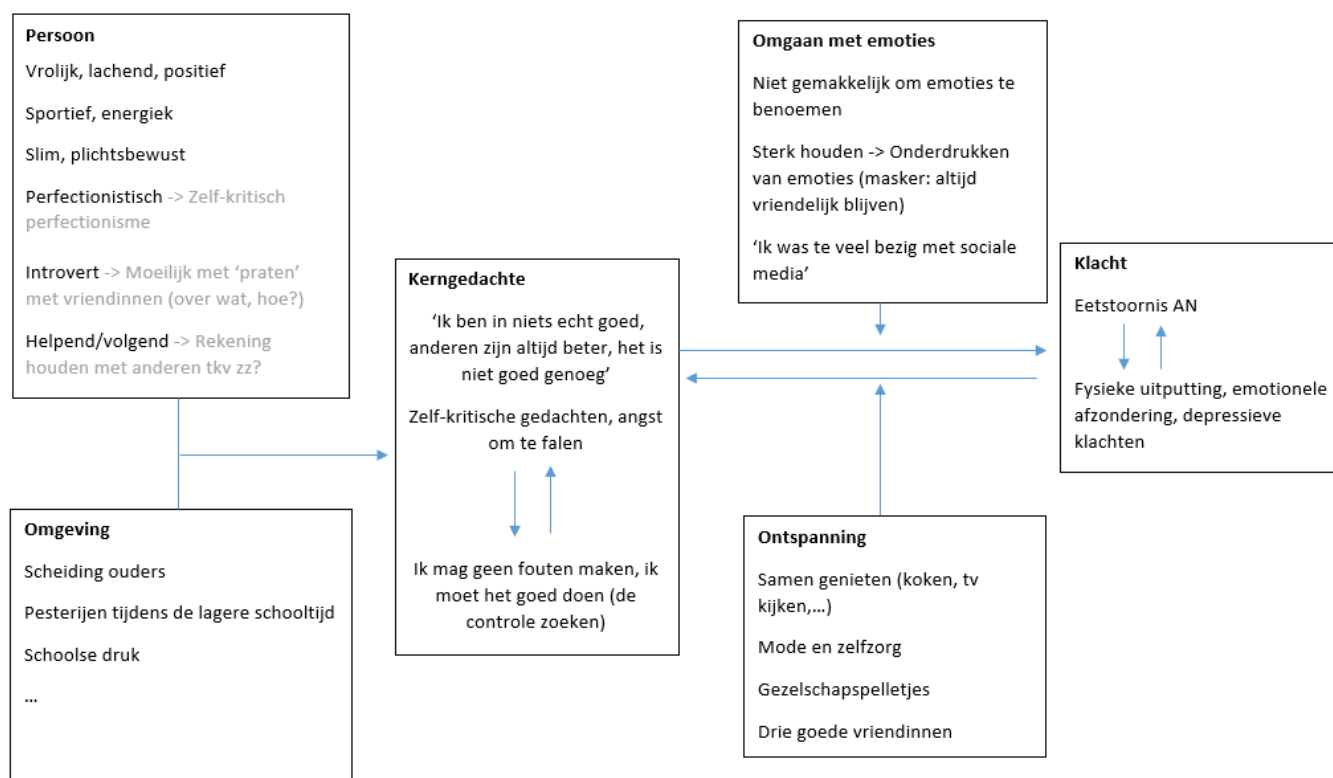 Persoon
Vrolijk, lachend, positief
Sportief, energiek
Slim, plichtsbewust
Perfectionistisch -> Zelf-kritisch
perfectionisme
Introvert -> Moeilijk met ‘praten’
met vriendinnen (over wat, hoe?)
Helpend/volgend -> Rekening
houden met anderen tkv zz?
Omgeving
Scheiding ouders
Pesterijen tijdens de lagere schooltijd
Schoolse druk
...
Kerngedachte
‘Ik ben in niets echt goed,
anderen zijn altijd beter, het is
niet goed genoeg’
Zelf-kritische gedachten, angst
om te falen
Ik mag geen fouten maken, ik
moet het goed doen (de
controle zoeken)
Omgaan met emoties
Niet gemakkelijk om emoties te
benoemen
Sterk houden -> Onderdrukken
van emoties (masker: altijd
vriendelijk blijven)
‘Ik was te veel bezig met sociale
media’
Ontspanning
Samen genieten (koken, tv
kijken,...)
Mode en zelfzorg
Gezelschapspelletjes
Drie goede vriendinnen
Klacht
Eetstoornis AN
Fysieke uitputting, emotionele
afzondering, depressieve
klachten